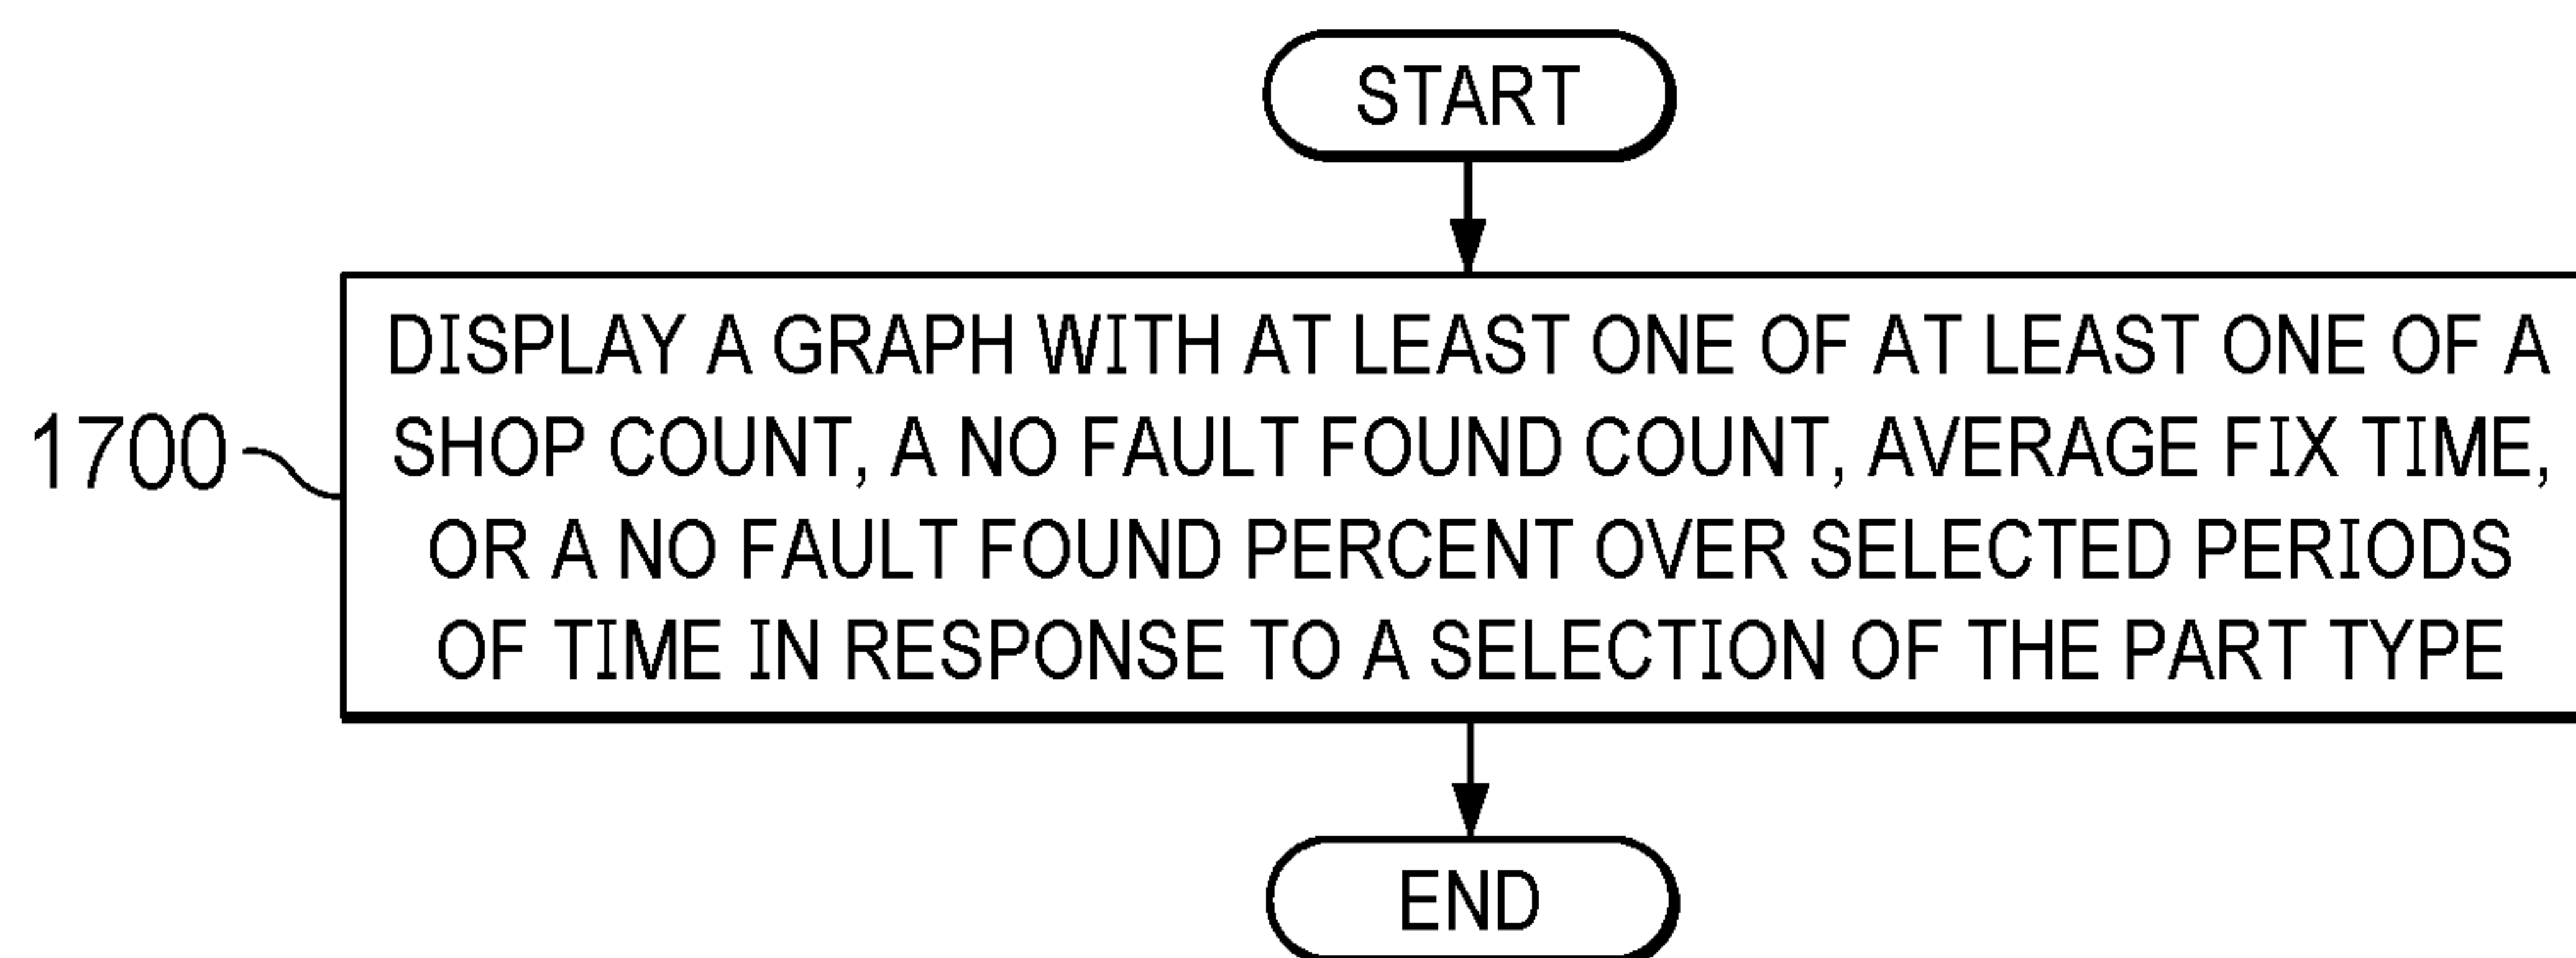 START
DISPLAY A GRAPH WITH AT LEAST ONE OF AT LEAST ONE OF A
1700 SHOP COUNT, A NO FAULT FOUND COUNT, AVERAGE FIX TIME,
OR A NO FAULT FOUND PERCENT OVER SELECTED PERIODS
OF TIME IN RESPONSE TO A SELECTION OF THE PART TYPE
END